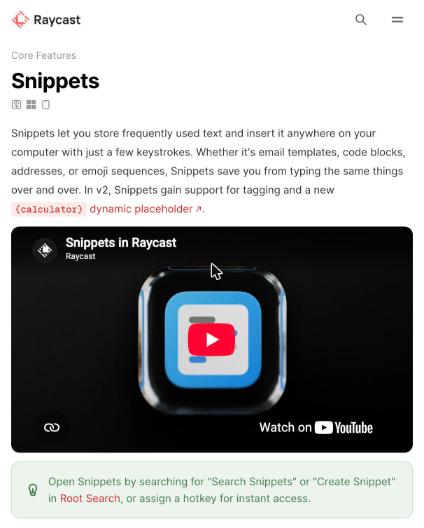 Raycast
Core Features
Snippets
Snippets let you store frequently used text and insert it anywhere on your
computer with just a few keystrokes. Whether it's email templates, code blocks,
addresses, or emoji sequences, Snippets save you from typing the same things
over and over. In v2, Snippets gain support for tagging and a new
{calculator} dynamic placeholder↗.
Snippets in Raycast
Raycast
Watch on YouTube
Open Snippets by searching for "Search Snippets" or "Create Snippet"
in Root Search, or assign a hotkey for instant access.